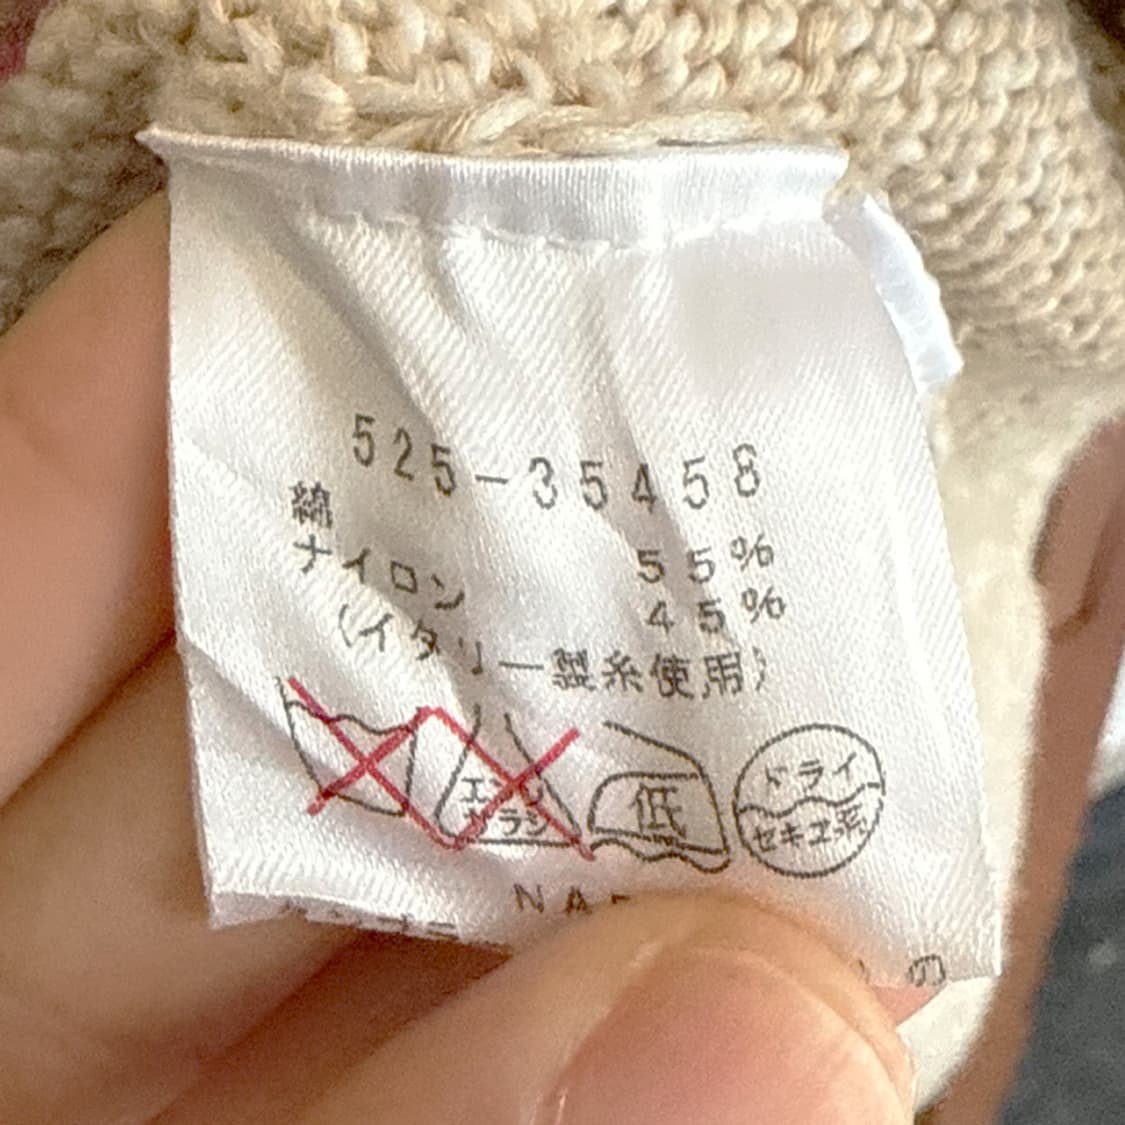 525-35458
綿 55%
ナイロン 45%
(イタリー製糸使用)
エンソ サラシ 低 ドライ セキユ系
の